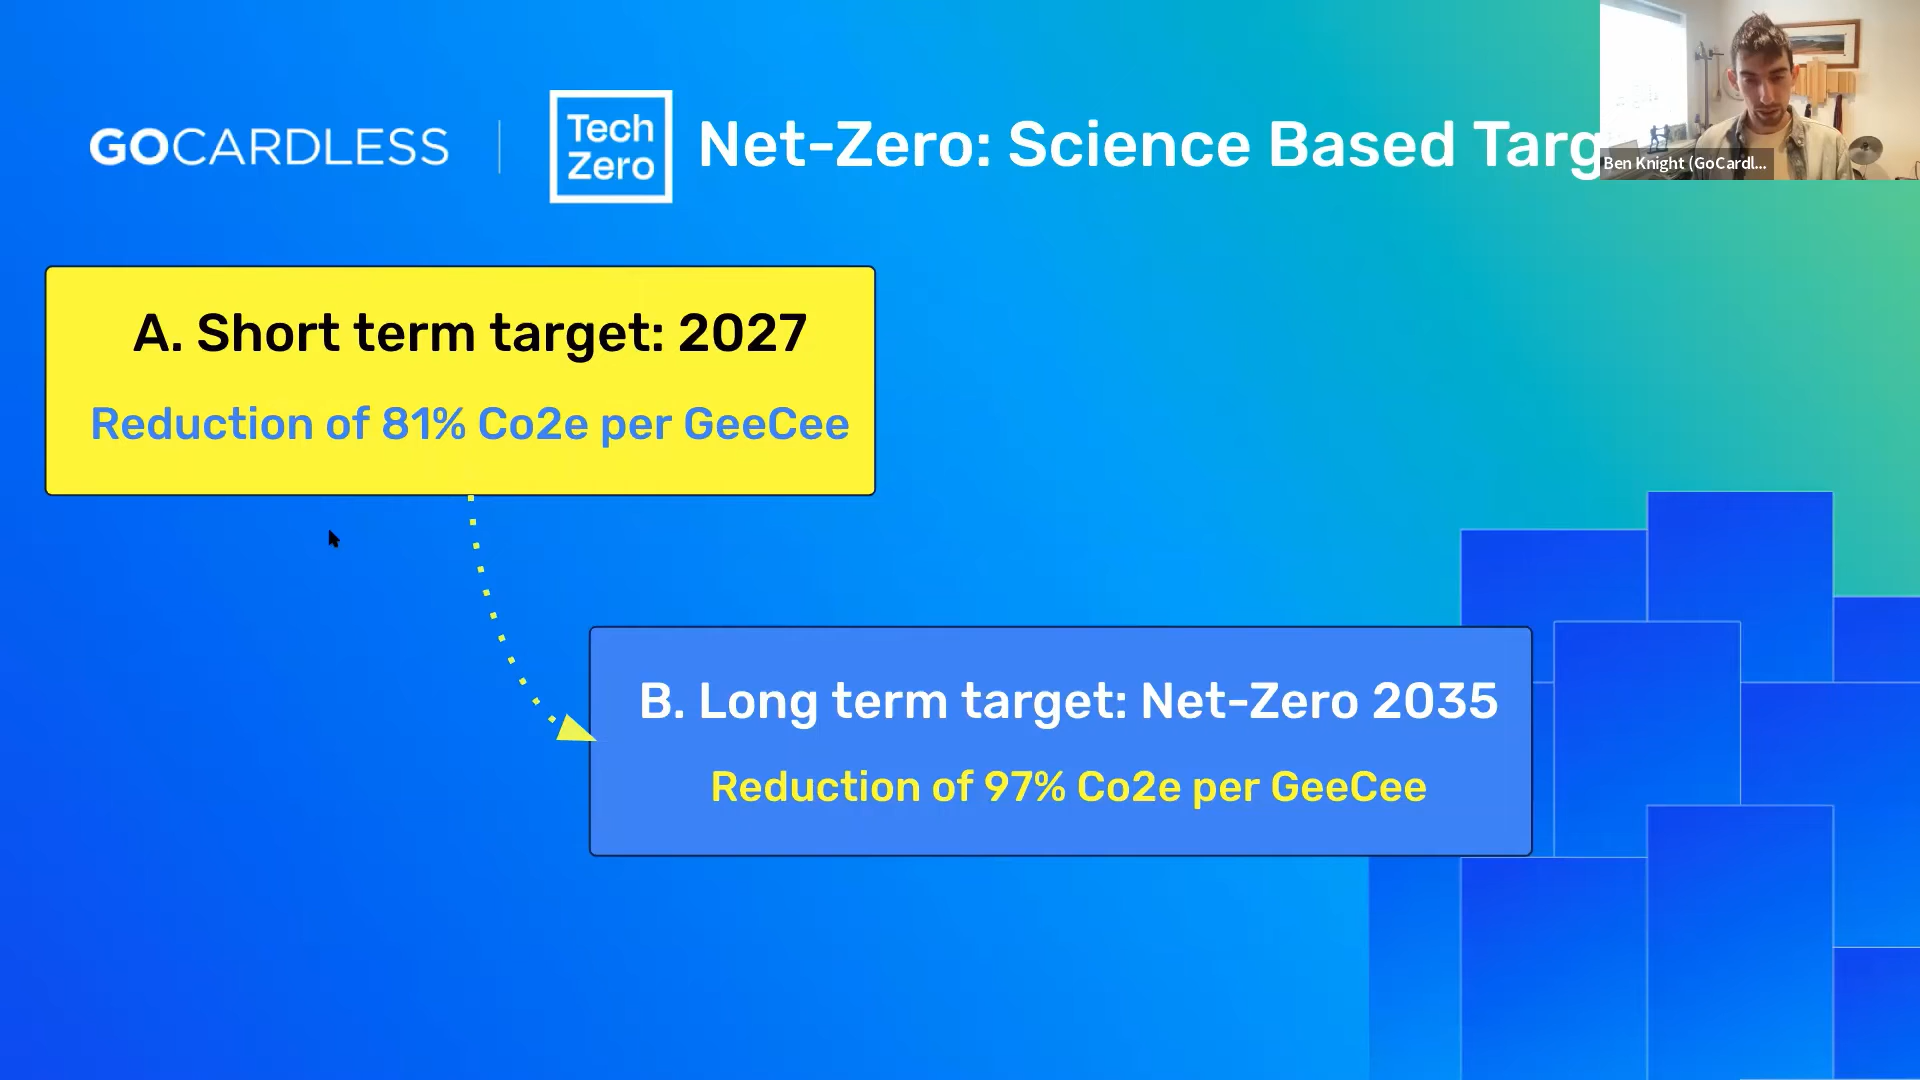 GOCARDLESS
Tech
Zero
Net-Zero: Science Based Targ
Ben Knight (GoCardl...
A. Short term target: 2027
Reduction of 81% Co2e per GeeCee
B. Long term target: Net-Zero 2035
Reduction of 97% Co2e per GeeCee